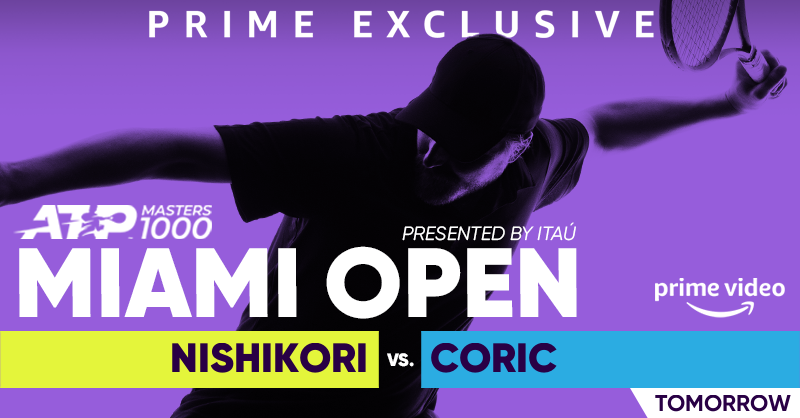 PRIME EXCLUSIVE
ATP MASTERS 1000
PRESENTED BY ITAÚ
MIAMI OPEN
prime video
NISHIKORI vs. CORIC
TOMORROW